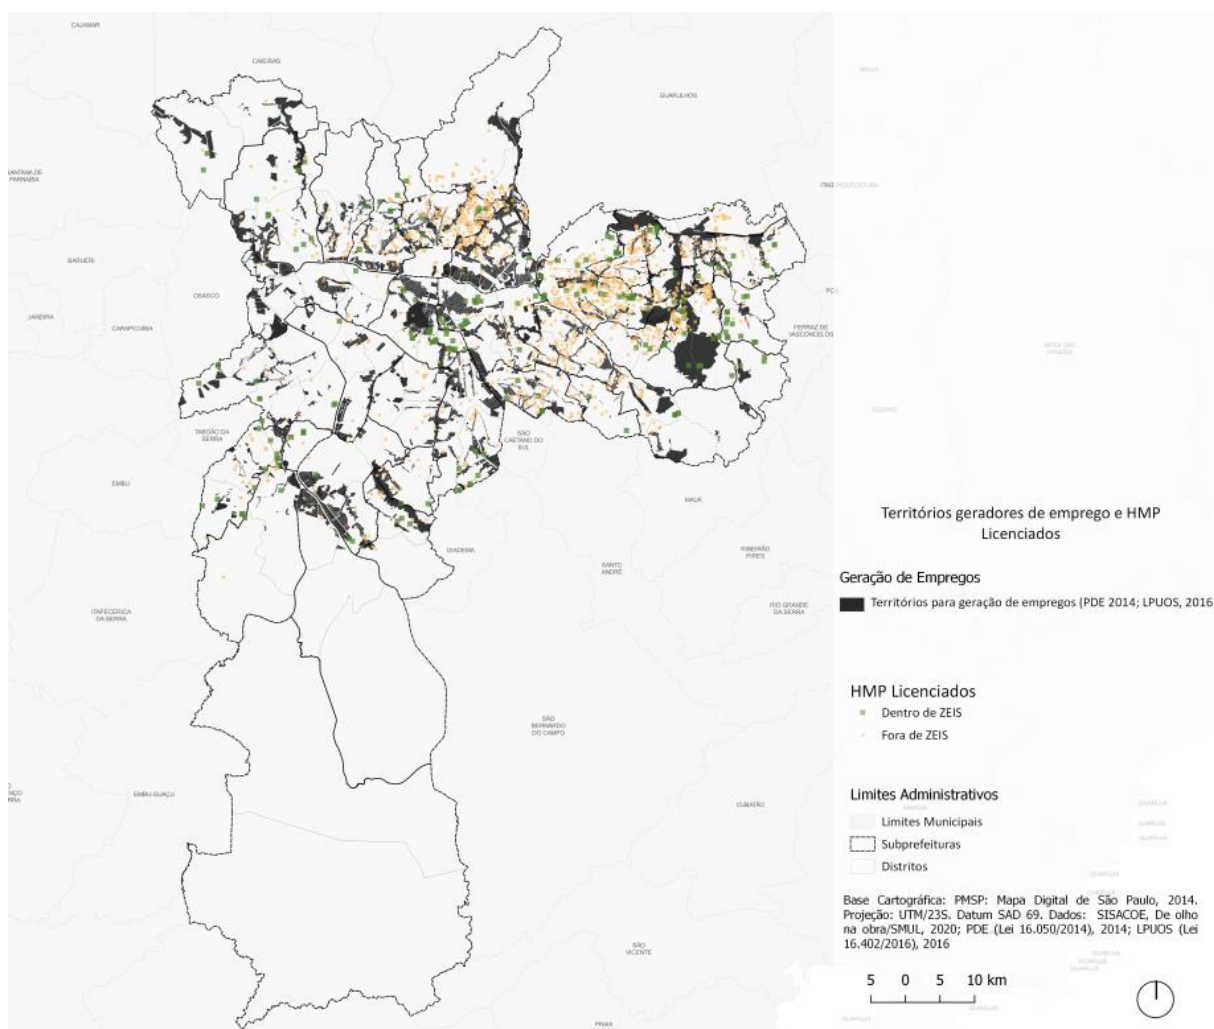 CAJAMAR
CAIEIRAS
GUARULHOS
SANTANA DE
PARNAÍBA
BARUERI
OSASCO
JANDIRA
CARAPICUÍBA
FERRAZ DE
VASCONCELOS
TABOÃO DA
SERRA
SÃO
CAETANO DO
SUL
EMBU
MAUÁ
DIADEMA
SANTO
ANDRÉ
RIBEIRÃO
PIRES
ITAPECERICA
DA SERRA
RIO GRANDE
DA SERRA
SÃO
BERNARDO
DO CAMPO
EMBU-GUAÇU
CUBATÃO
SÃO
VICENTE
PRAIA
Territórios geradores de emprego e HMP
Licenciados
Geração de Empregos
Territórios para geração de empregos (PDE 2014; LPUOS, 2016
HMP Licenciados
Dentro de ZEIS
Fora de ZEIS
Limites Administrativos
Limites Municipais
Subprefeituras
Distritos
Base Cartográfica: PMSP: Mapa Digital de São Paulo, 2014.
Projeção: UTM/23S. Datum SAD 69. Dados: SISACOE, De olho
na obra/SMUL, 2020; PDE (Lei 16.050/2014), 2014; LPUOS (Lei
16.402/2016), 2016
5 0 5 10 km